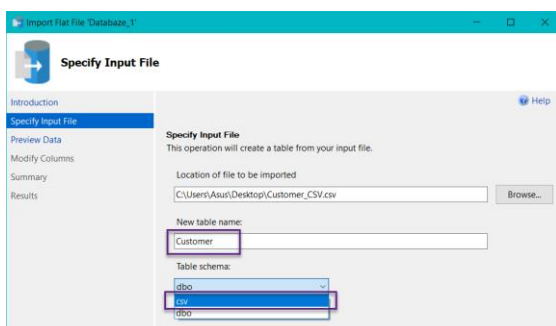 Import Flat File 'Databaze_1'
Specify Input File
Introduction
Help
Specify Input File
Preview Data
Specify Input File
This operation will create a table from your input file.
Modify Columns
Summary
Location of file to be imported
Results
C:\Users\Asus\Desktop\Customer_CSV.csv
Browse...
New table name:
Customer
Table schema:
dbo
csv
dbo